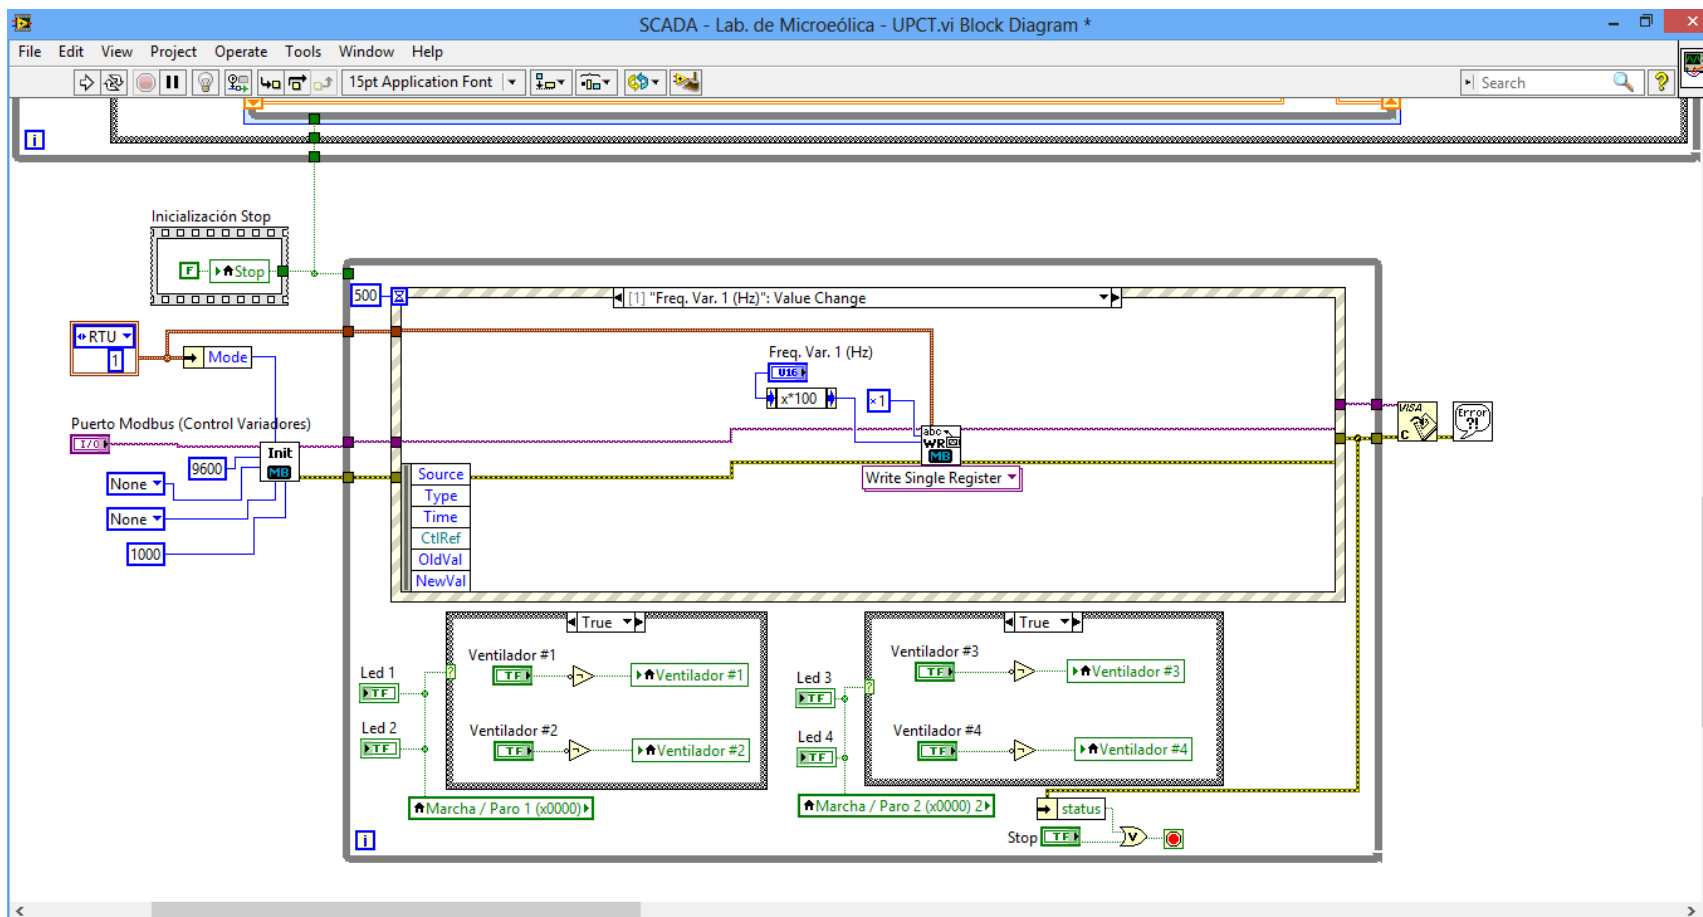 SCADA - Lab. de Microeólica - UPCT.vi Block Diagram *
File Edit View Project Operate Tools Window Help
15pt Application Font
Search
?
i
Inicialización Stop
F
Stop
500
[1] "Freq. Var. 1 (Hz)": Value Change
RTU
1
Mode
Freq. Var. 1 (Hz)
U16
x*100
×1
Puerto Modbus (Control Variadores)
I/O
Init
MB
9600
None
None
1000
abc
WR
MB
Write Single Register
VISA
C
Error
?!
Source
Type
Time
CtlRef
OldVal
NewVal
True
True
Led 1
TF
Led 2
TF
?
Ventilador #1
TF
Ventilador #1
Ventilador #2
TF
Ventilador #2
Marcha / Paro 1 (x0000)
Led 3
TF
Led 4
TF
?
Ventilador #3
TF
Ventilador #3
Ventilador #4
TF
Ventilador #4
Marcha / Paro 2 (x0000) 2
status
Stop
TF
V
i